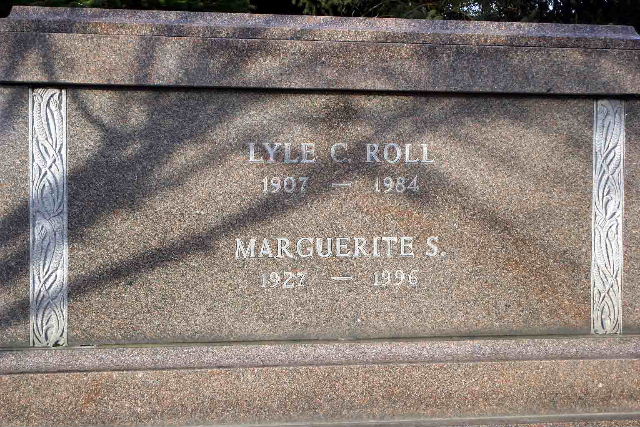 LYLE C. ROLL
1907 — 1984
MARGUERITE S.
1927 — 1996